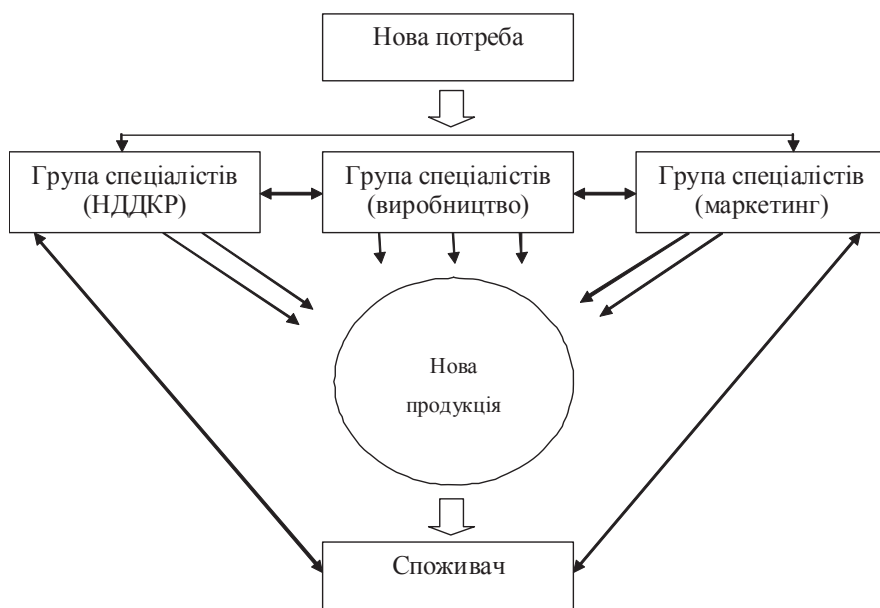 Нова потреба
Група спеціалістів
(НДДКР)
Група спеціалістів
(виробництво)
Група спеціалістів
(маркетинг)
Нова
продукція
Споживач